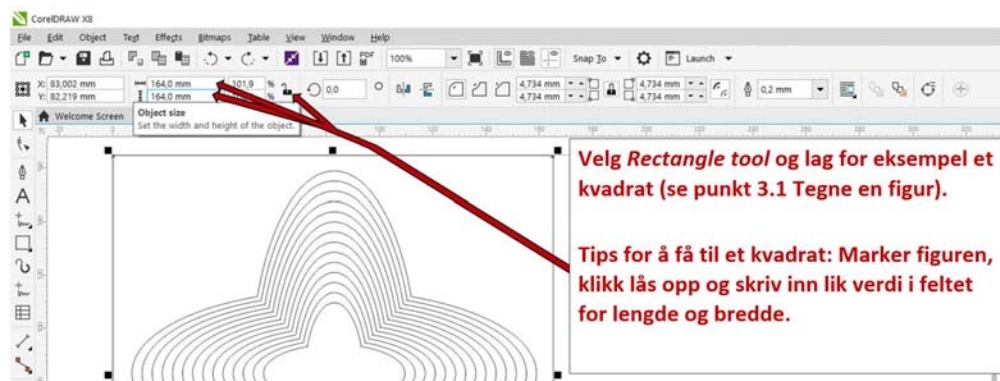 CorelDRAW X8
File Edit Object Text Effects Bitmaps Table View Window Help
PDF 100% Snap To Launch
X: 83,002 mm 164,0 mm 101,9 % 0,0 ° 4,734 mm 4,734 mm 0,2 mm
Y: 82,219 mm 164,0 mm % 4,734 mm 4,734 mm
Welcome Screen
Object size
Set the width and height of the object.
Velg Rectangle tool og lag for eksempel et
kvadrat (se punkt 3.1 Tegne en figur).
Tips for å få til et kvadrat: Marker figuren,
klikk lås opp og skriv inn lik verdi i feltet
for lengde og bredde.